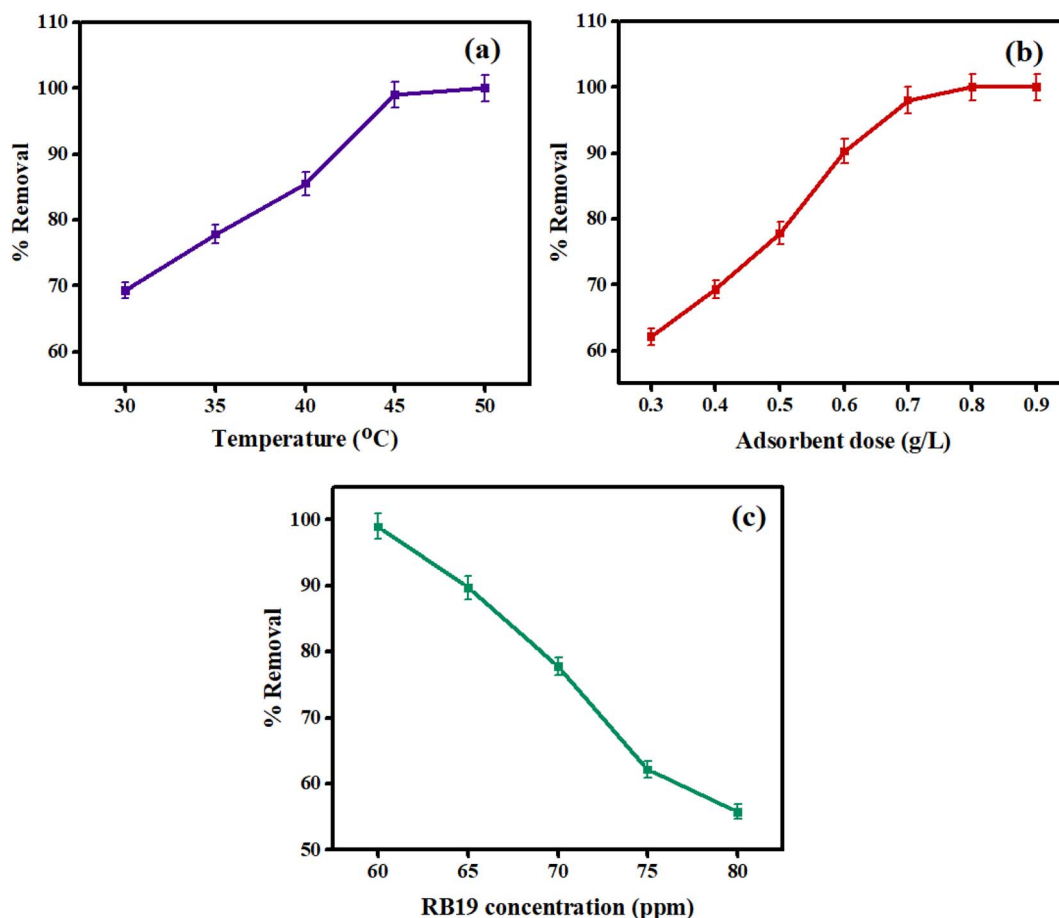 (a)
% Removal
110
100
90
80
70
60
30 35 40 45 50
Temperature (°C)
(b)
% Removal
110
100
90
80
70
60
0.3 0.4 0.5 0.6 0.7 0.8 0.9
Adsorbent dose (g/L)
(c)
% Removal
100
90
80
70
60
50
60 65 70 75 80
RB19 concentration (ppm)